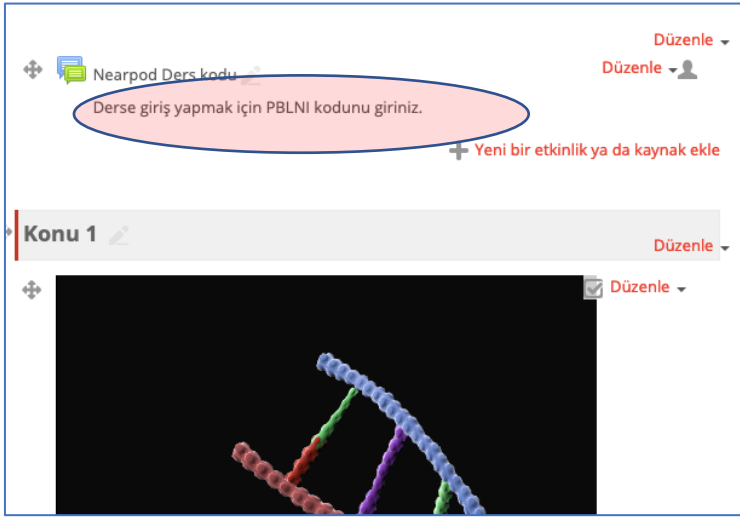 Düzenle
Nearpod Ders kodu
Düzenle
Derse giriş yapmak için PBLNI kodunu giriniz.
Yeni bir etkinlik ya da kaynak ekle
Konu 1
Düzenle
Düzenle